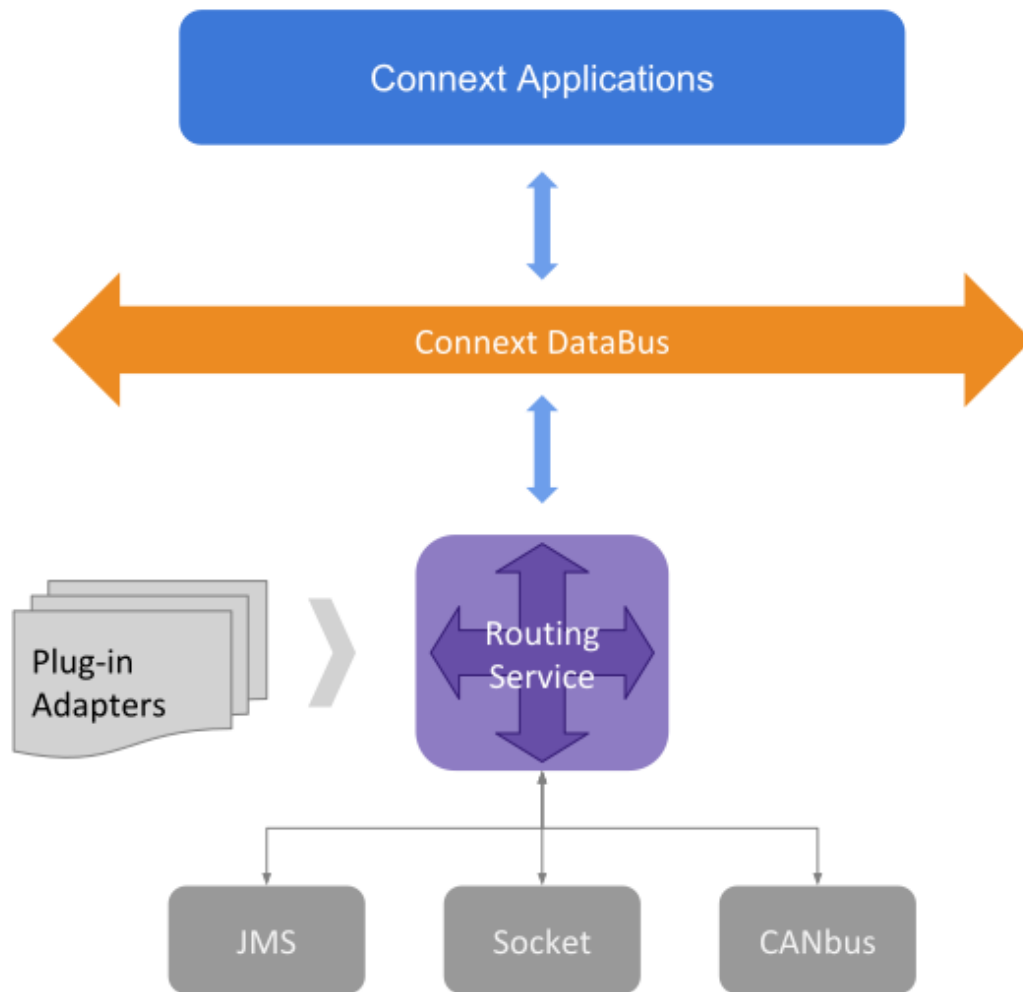 Connext Applications
Connext DataBus
Plug-in
Adapters
Routing
Service
JMS
Socket
CANbus